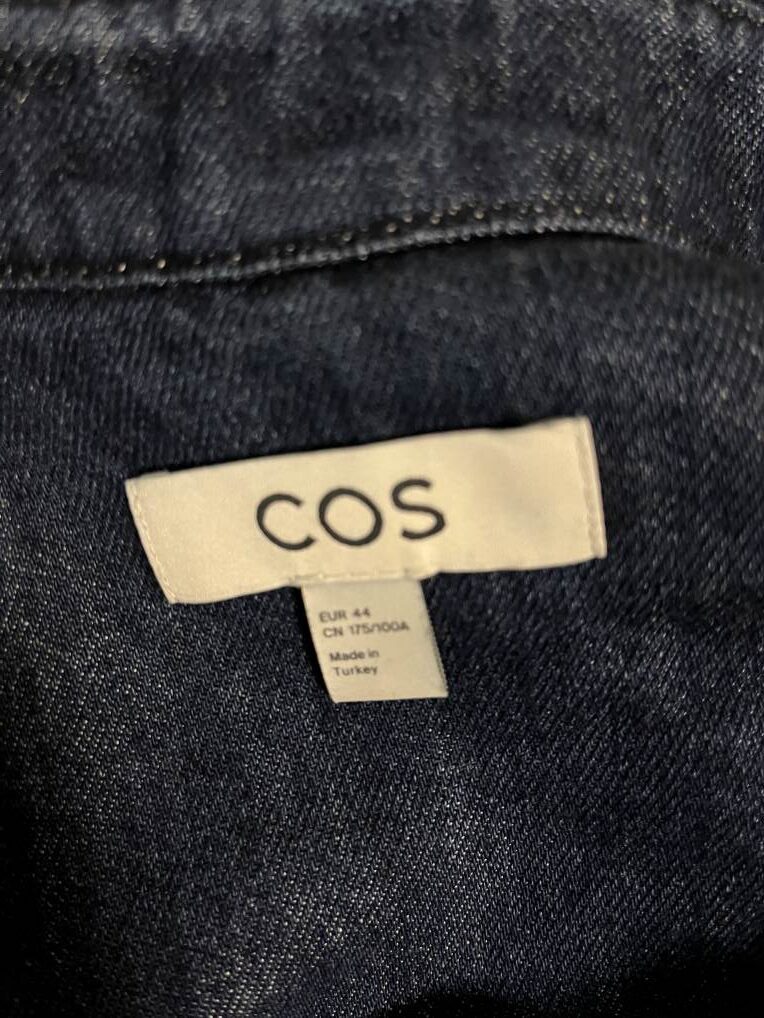 COS
EUR 44
CN 175/100A
Made in
Turkey